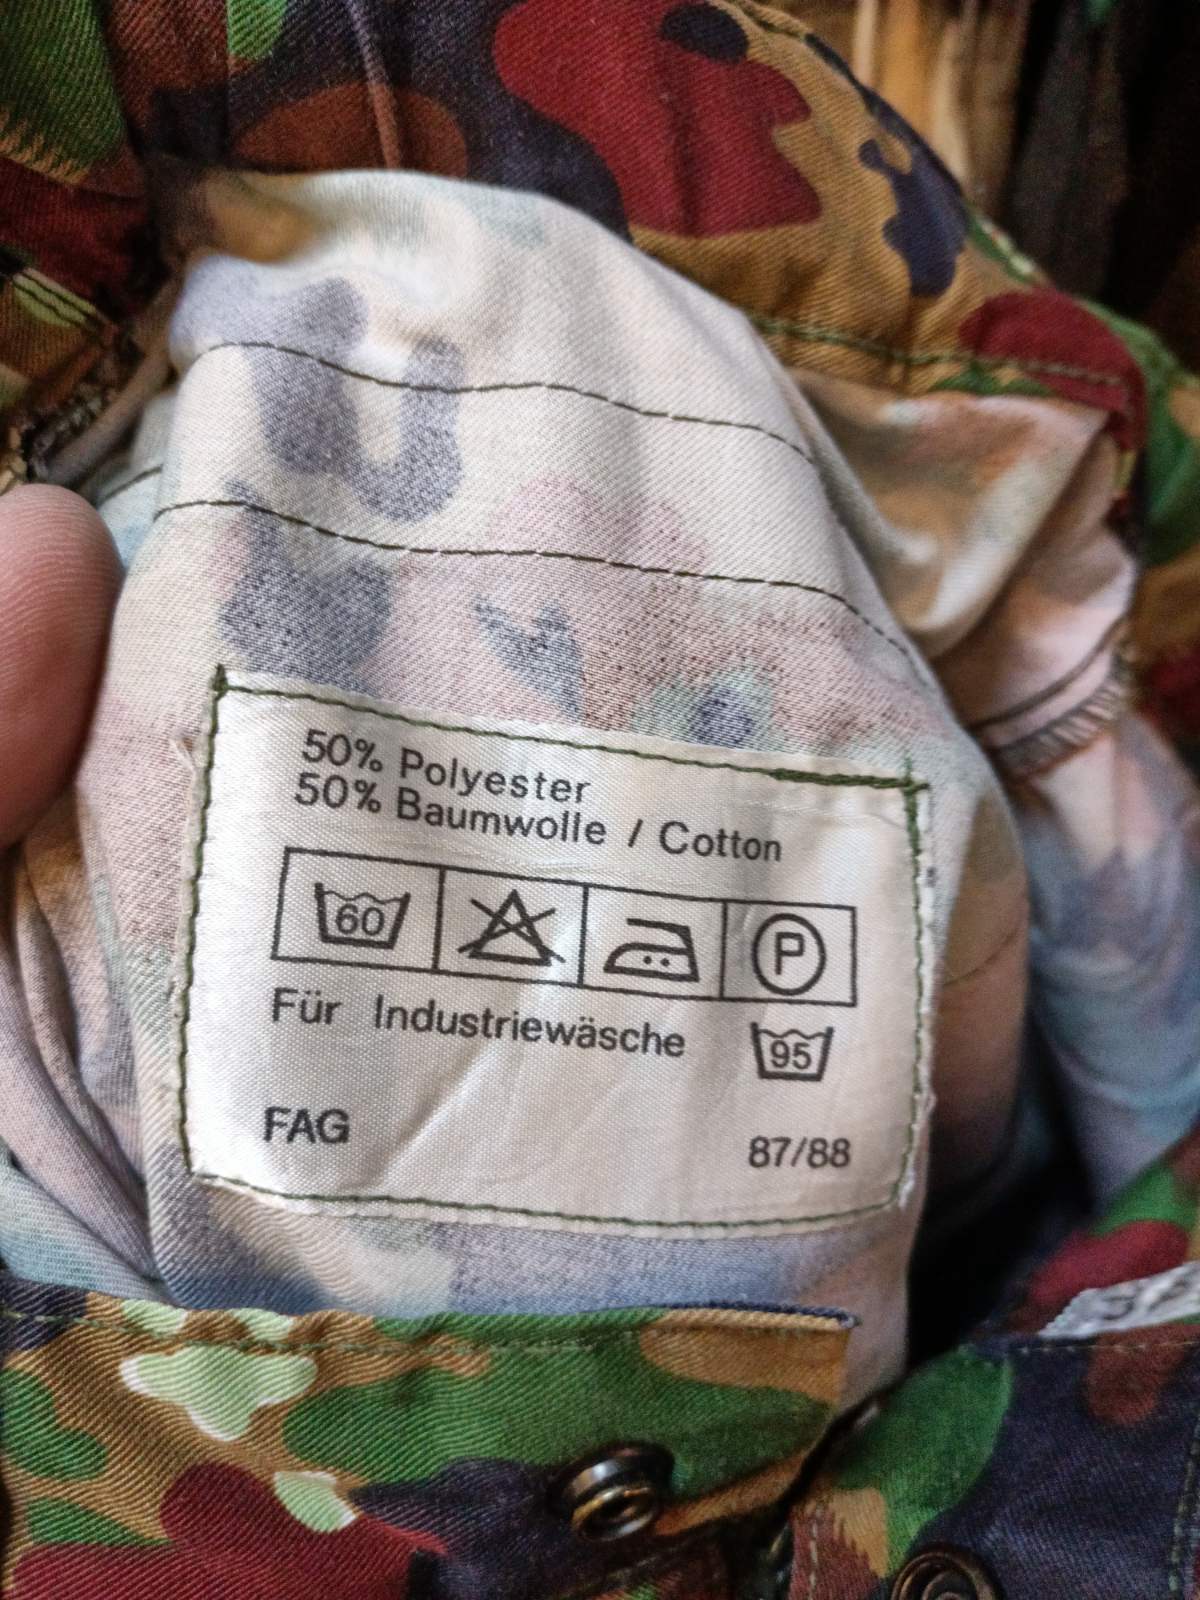 50% Polyester
50% Baumwolle / Cotton
60 P
Für Industriewäsche 95
FAG 87/88